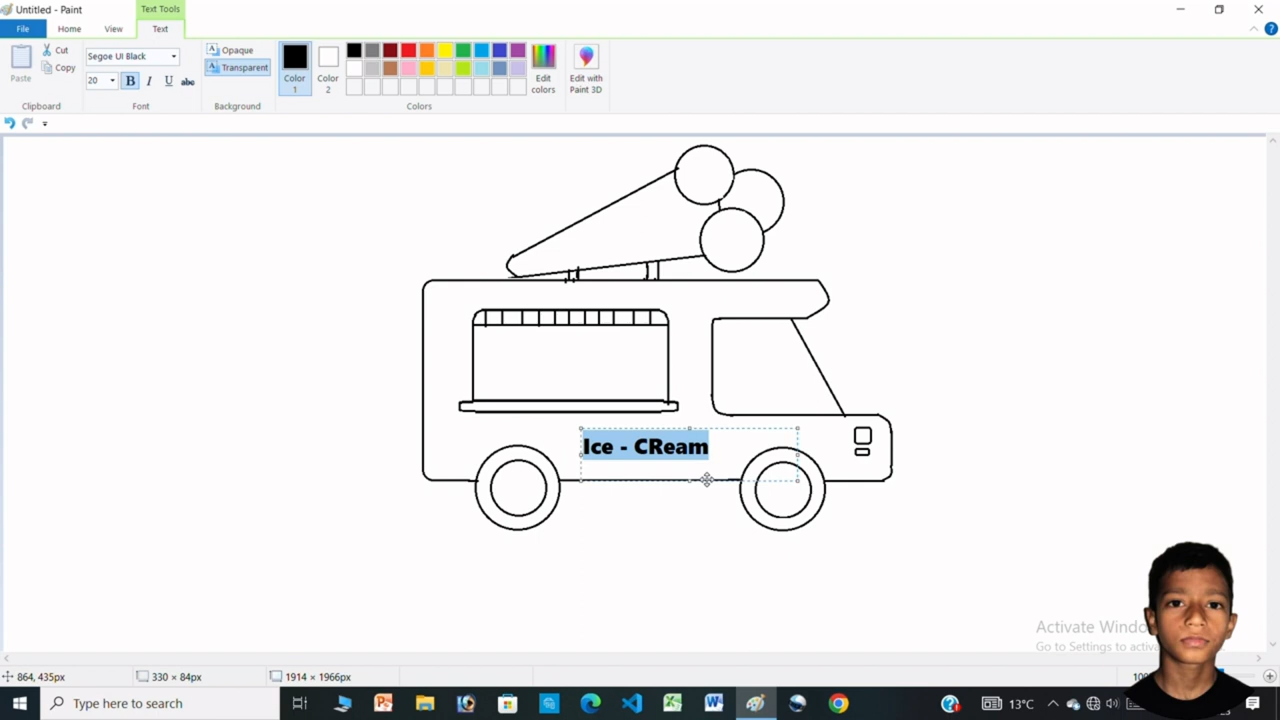 Untitled - Paint
Text Tools
File
Home
View
Text
Paste
Cut
Copy
Clipboard
Segoe UI Black
20
B
I
U
abc
Font
Opaque
Transparent
Background
Color 1
Color 2
Colors
Edit colors
Edit with Paint 3D
Ice - CReam
Activate Windo
Go to Settings to activa
864, 435px
330 × 84px
1914 × 1966px
Type here to search
13°C